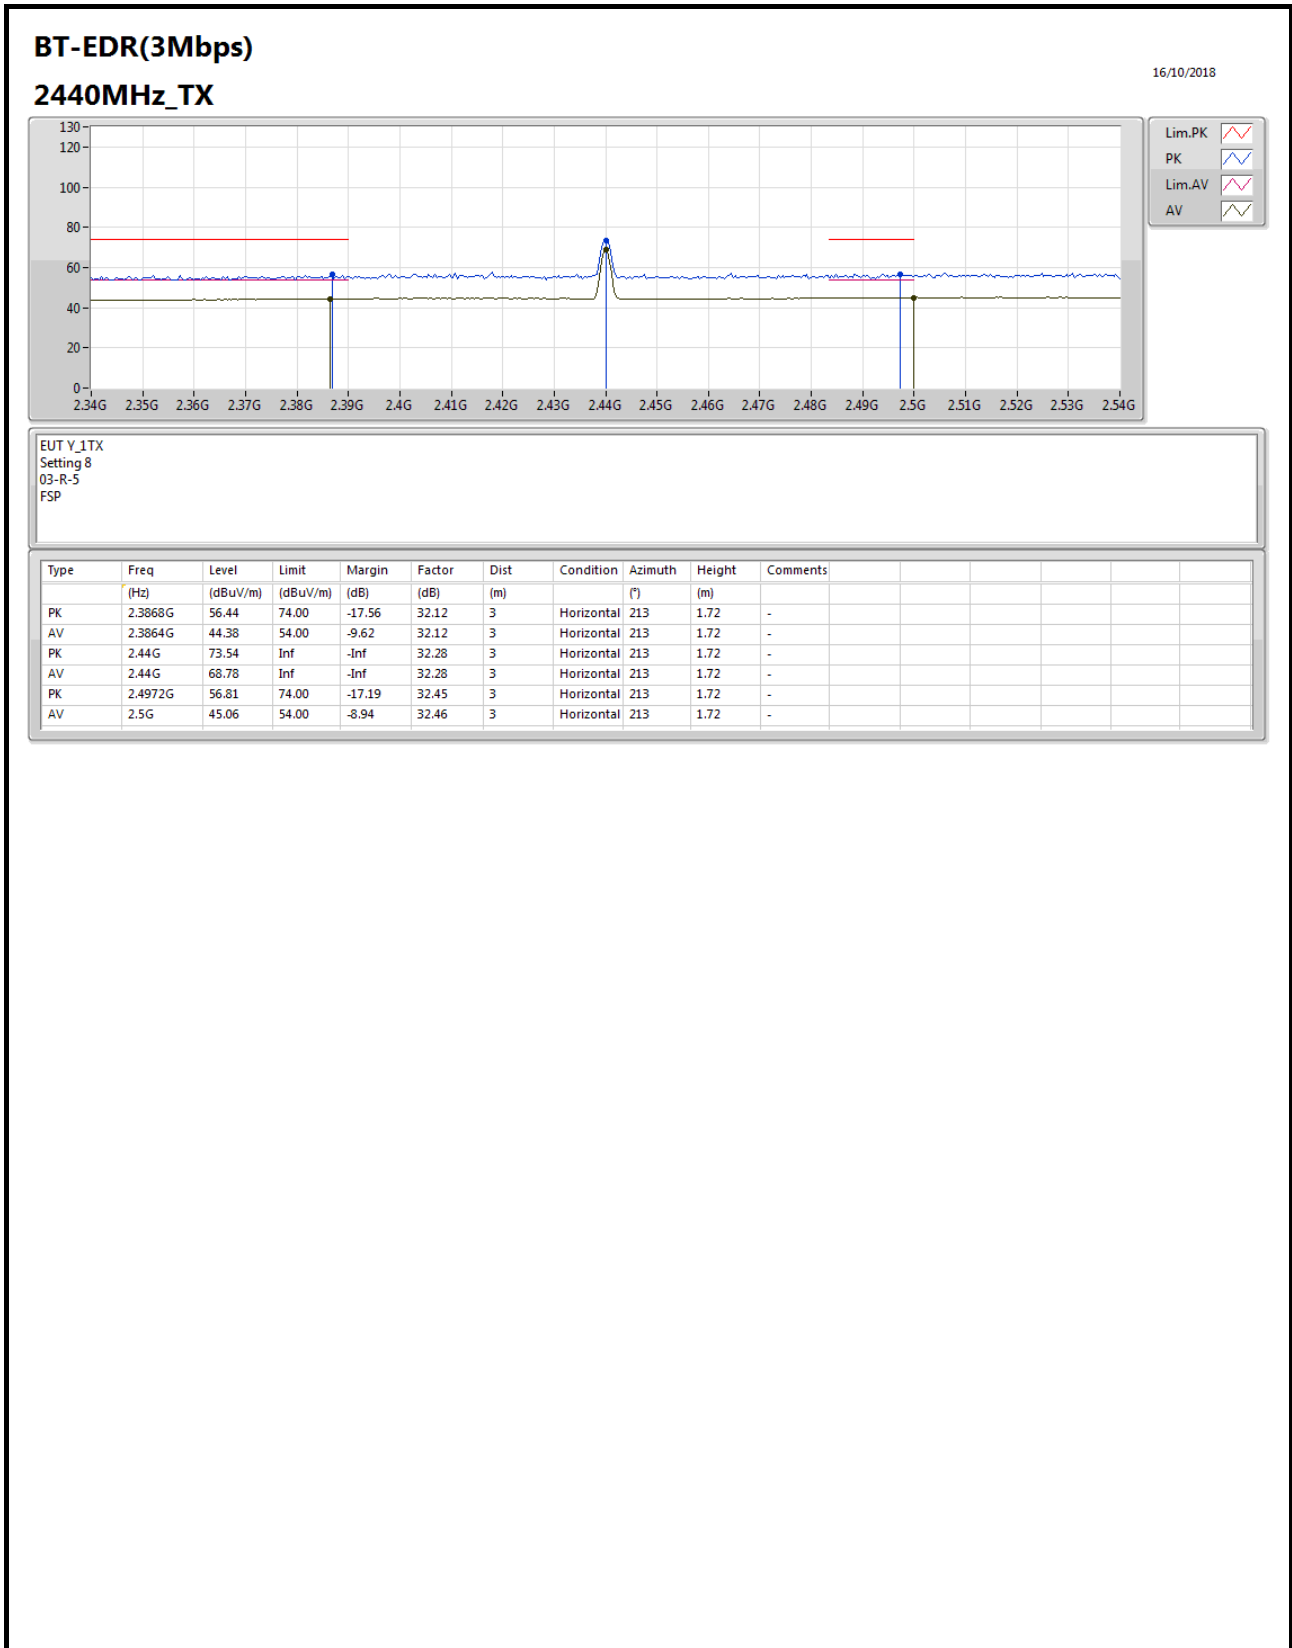 BT-EDR(3Mbps)
16/10/2018
2440MHz_TX
130
120
100
80
60
40
20
0
2.34G 2.35G 2.36G 2.37G 2.38G 2.39G 2.4G 2.41G 2.42G 2.43G 2.44G 2.45G 2.46G 2.47G 2.48G 2.49G 2.5G 2.51G 2.52G 2.53G 2.54G
Lim.PK
PK
Lim.AV
AV
EUT Y_1TX
Setting 8
03-R-5
FSP
Type Freq Level Limit Margin Factor Dist Condition Azimuth Height Comments
(Hz) (dBuV/m) (dBuV/m) (dB) (dB) (m) (°) (m)
PK 2.3868G 56.44 74.00 -17.56 32.12 3 Horizontal 213 1.72 -
AV 2.3864G 44.38 54.00 -9.62 32.12 3 Horizontal 213 1.72 -
PK 2.44G 73.54 Inf -Inf 32.28 3 Horizontal 213 1.72 -
AV 2.44G 68.78 Inf -Inf 32.28 3 Horizontal 213 1.72 -
PK 2.4972G 56.81 74.00 -17.19 32.45 3 Horizontal 213 1.72 -
AV 2.5G 45.06 54.00 -8.94 32.46 3 Horizontal 213 1.72 -